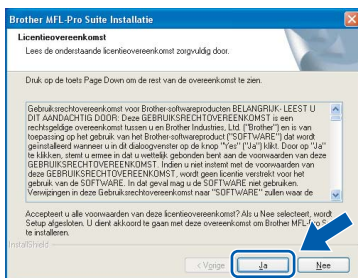 Brother MFL-Pro Suite Installatie
Licentieovereenkomst
Lees de onderstaande licentieovereenkomst zorgvuldig door.
Druk op de toets Page Down om de rest van de overeenkomst te zien.
Gebruiksrechtovereenkomst voor Brother-softwareproducten BELANGRIJK- LEEST U
DIT AANDACHTIG DOOR: Deze GEBRUIKSRECHTOVEREENKOMST is een
rechtsgeldige overeenkomst tussen u en Brother Industries, Ltd. ("Brother") en is van
toepassing op het gebruik van het Brother-softwareproduct ("SOFTWARE") dat wordt
geïnstalleerd wanneer u in dit dialoogvenster op de knop "Yes" ("Ja") klikt. Door op "Ja"
te klikken, stemt u ermee in dat u wettelijk gebonden bent aan de voorwaarden van deze
GEBRUIKSRECHTOVEREENKOMST. Indien u niet instemt met de voorwaarden van
deze GEBRUIKSRECHTOVEREENKOMST, wordt geen licentie verstrekt voor het
gebruik van de SOFTWARE. In dat geval mag u de SOFTWARE niet gebruiken.
Verwijzingen in deze Gebruiksrechtovereenkomst naar "SOFTWARE" zullen waar de
Accepteert u alle voorwaarden van deze licentieovereenkomst? Als u Nee selecteert, wordt
Setup afgesloten. U dient akkoord te gaan met deze overeenkomst om Brother MFL-Pro S
te installeren.
InstallShield
< Vorige Ja Nee